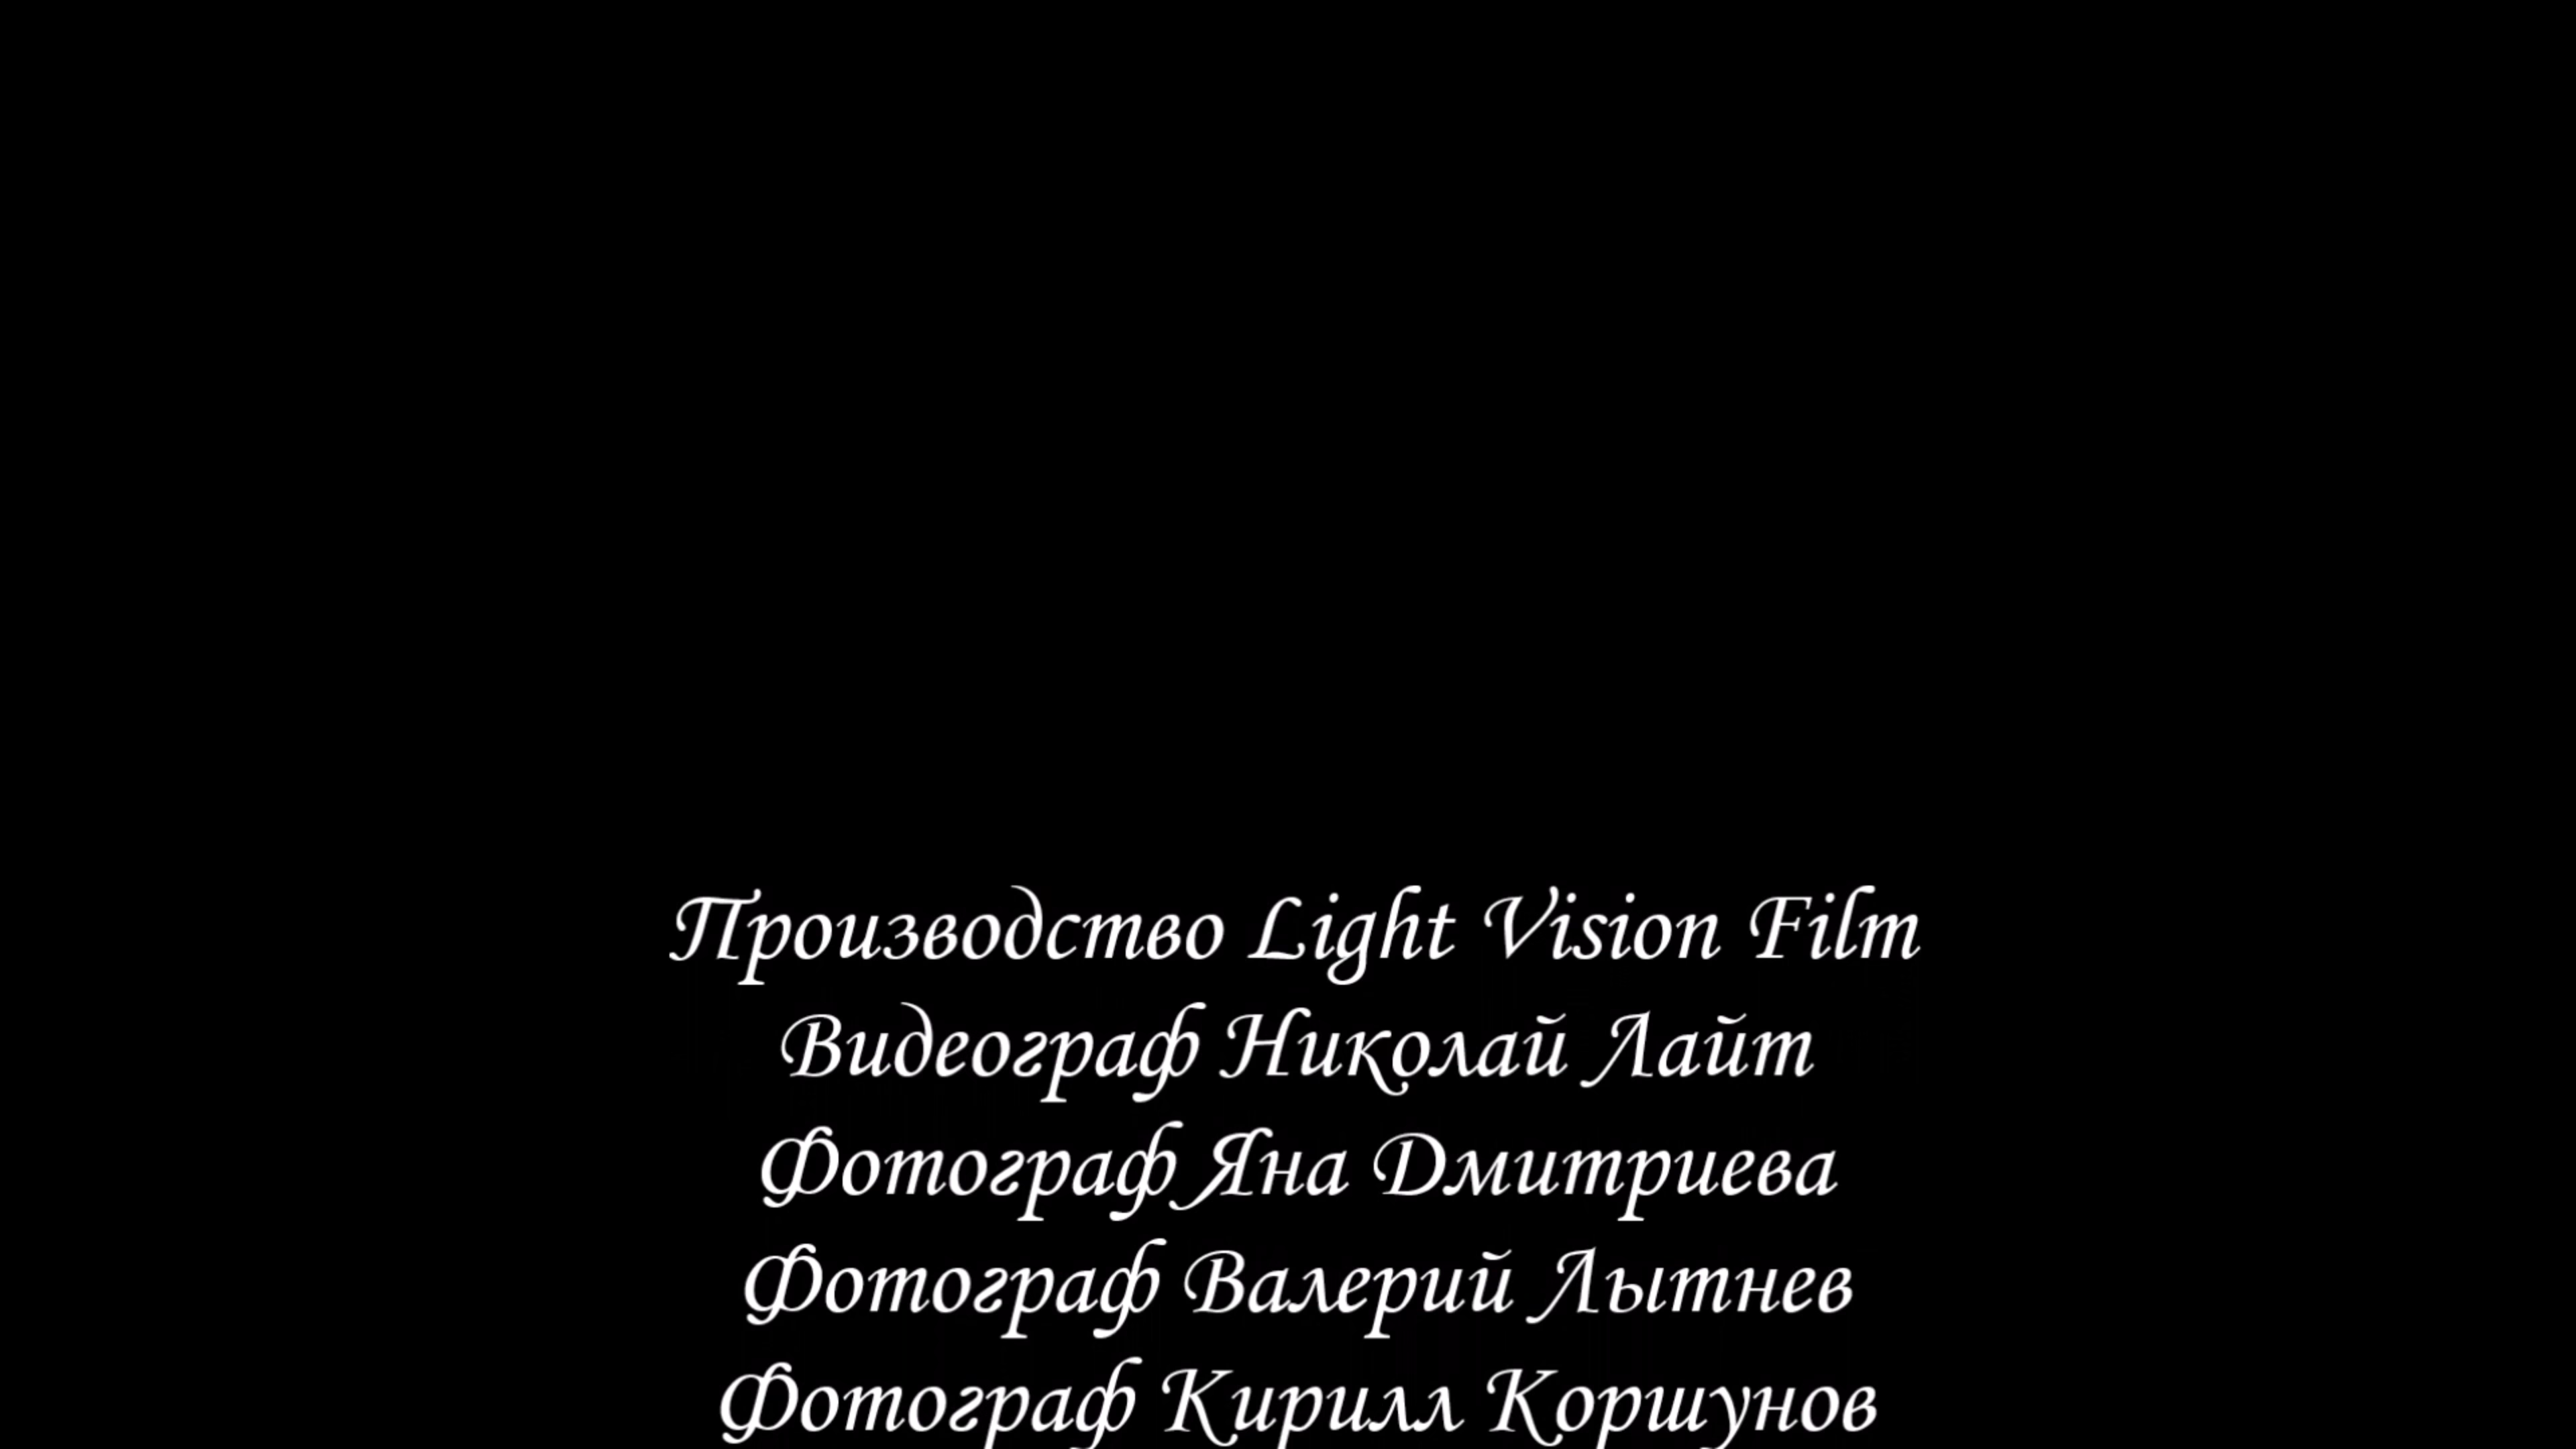 Производство Light Vision Film
Видеограф Николай Лайт
Фотограф Яна Дмитриева
Фотограф Валерий Лытнев
Фотограф Кирилл Коршунов